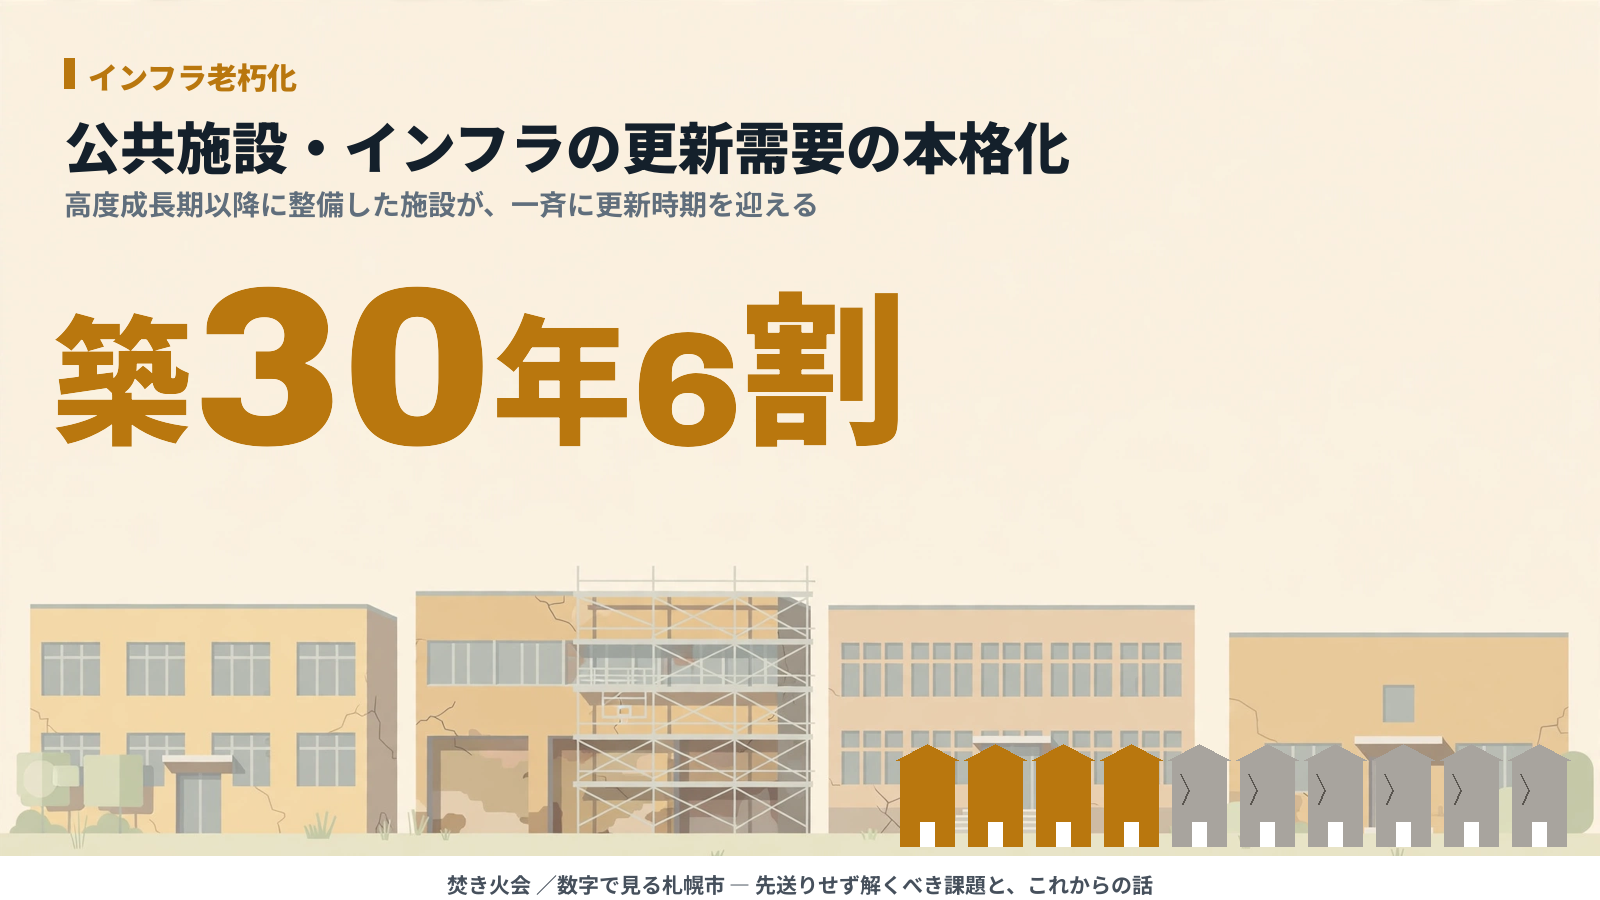 インフラ老朽化
公共施設・インフラの更新需要の本格化
高度成長期以降に整備した施設が、一斉に更新時期を迎える
築30年6割
焚き火会 ／数字で見る札幌市 ― 先送りせず解くべき課題と、これからの話